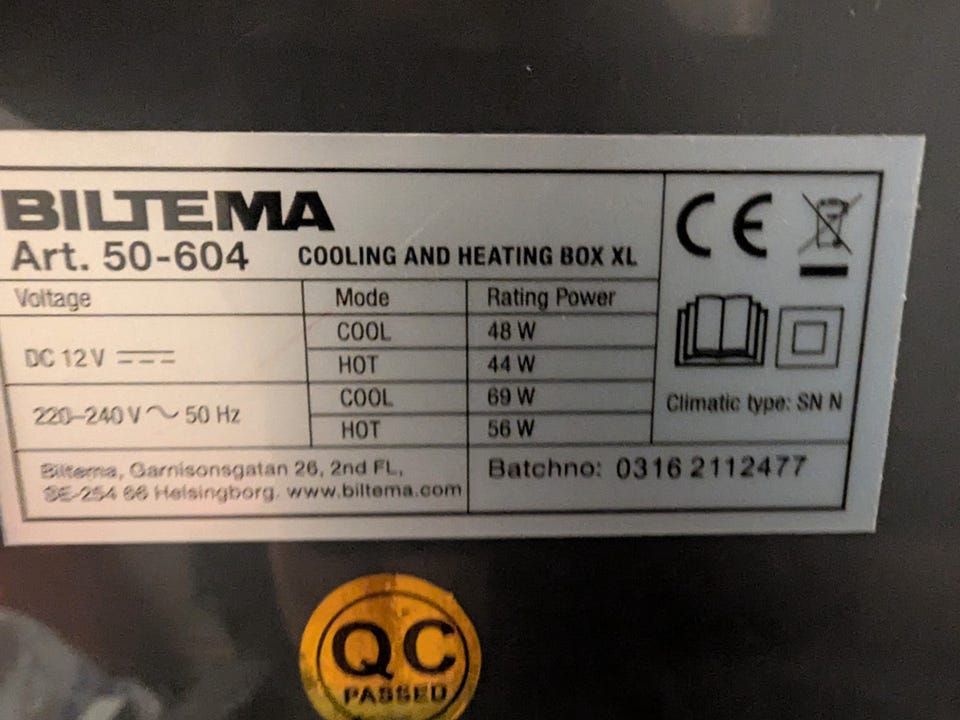 BILTEMA
Art. 50-604 COOLING AND HEATING BOX XL
CE
Voltage Mode Rating Power
DC 12 V COOL 48 W
HOT 44 W
220–240 V ~ 50 Hz COOL 69 W
HOT 56 W
Climatic type: SN N
Biltema, Garnisonsgatan 26, 2nd FL,
SE-254 66 Helsingborg. www.biltema.com
Batchno: 0316 2112477
QC
PASSED